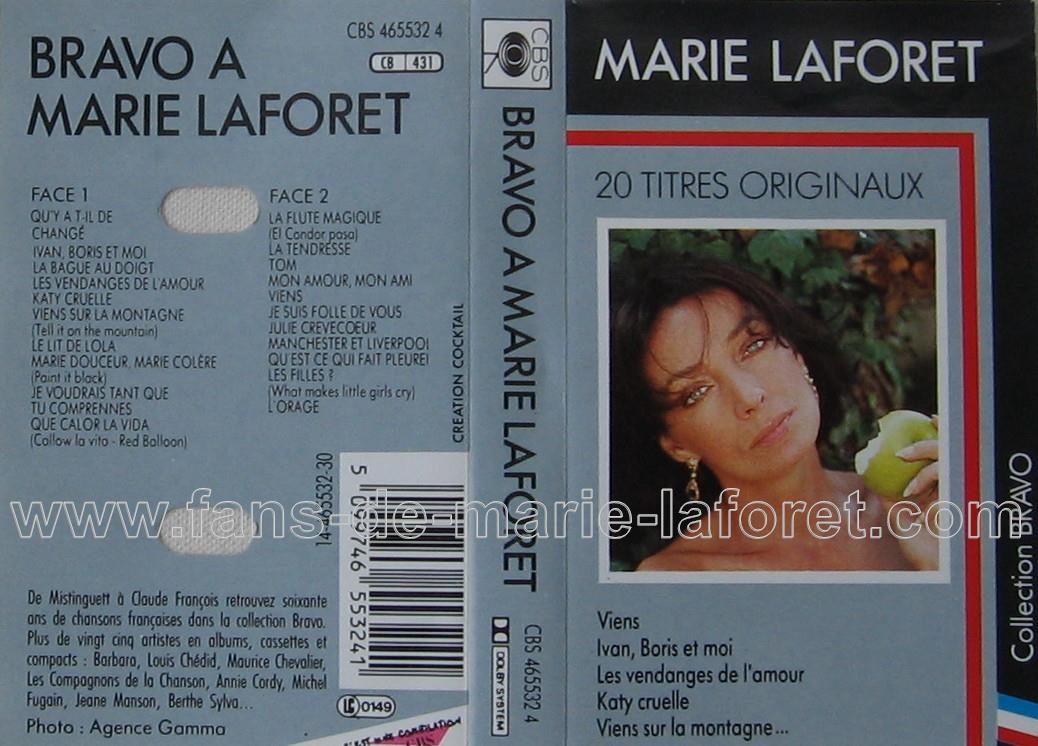 BRAVO A
MARIE LAFORET
CBS 465532 4
CB 431
FACE 1
QU'Y A T-IL DE
CHANGÉ
IVAN, BORIS ET MOI
LA BAGUE AU DOIGT
LES VENDANGES DE L'AMOUR
KATY CRUELLE
VIENS SUR LA MONTAGNE
(Tell it on the mountain)
LE LIT DE LOLA
MARIE DOUCEUR, MARIE COLÈRE
(Paint it black)
JE VOUDRAIS TANT QUE
TU COMPRENNES
QUE CALOR LA VIDA
(Callow la vita - Red Balloon)
FACE 2
LA FLUTE MAGIQUE
(El Condor pasa)
LA TENDRESSE
TOM
MON AMOUR, MON AMI
VIENS
JE SUIS FOLLE DE VOUS
JULIE CREVECOEUR
MANCHESTER ET LIVERPOOL
QU'EST CE QUI FAIT PLEURER
LES FILLES ?
(What makes little girls cry)
L'ORAGE
CREATION COCKTAIL
14-465532-30
5 099746 553241
De Mistinguett à Claude François retrouvez soixante
ans de chansons françaises dans la collection Bravo.
Plus de vingt cinq artistes en albums, cassettes et
compacts : Barbara, Louis Chédid, Maurice Chevalier,
Les Compagnons de la Chanson, Annie Cordy, Michel
Fugain, Jeane Manson, Berthe Sylva...
Photo : Agence Gamma
LC 0149
C'EST UNE COMPILATION
CBS
BRAVO A MARIE LAFORET
DOLBY SYSTEM
CBS 465532 4
MARIE LAFORET
20 TITRES ORIGINAUX
Viens
Ivan, Boris et moi
Les vendanges de l'amour
Katy cruelle
Viens sur la montagne...
Collection BRAVO
www.fans-de-marie-laforet.com